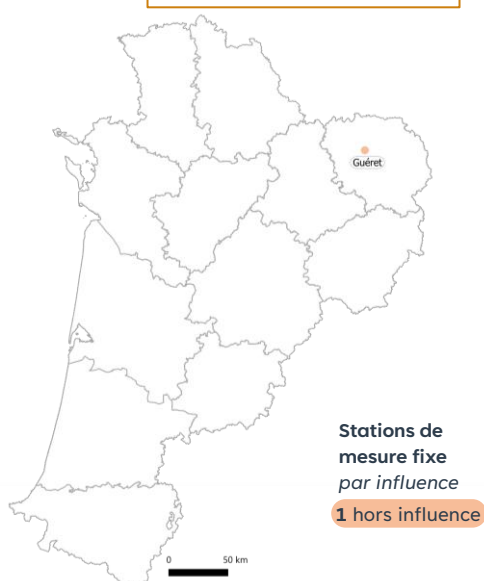 Guéret
Stations de
mesure fixe
par influence
1 hors influence
0 50 km